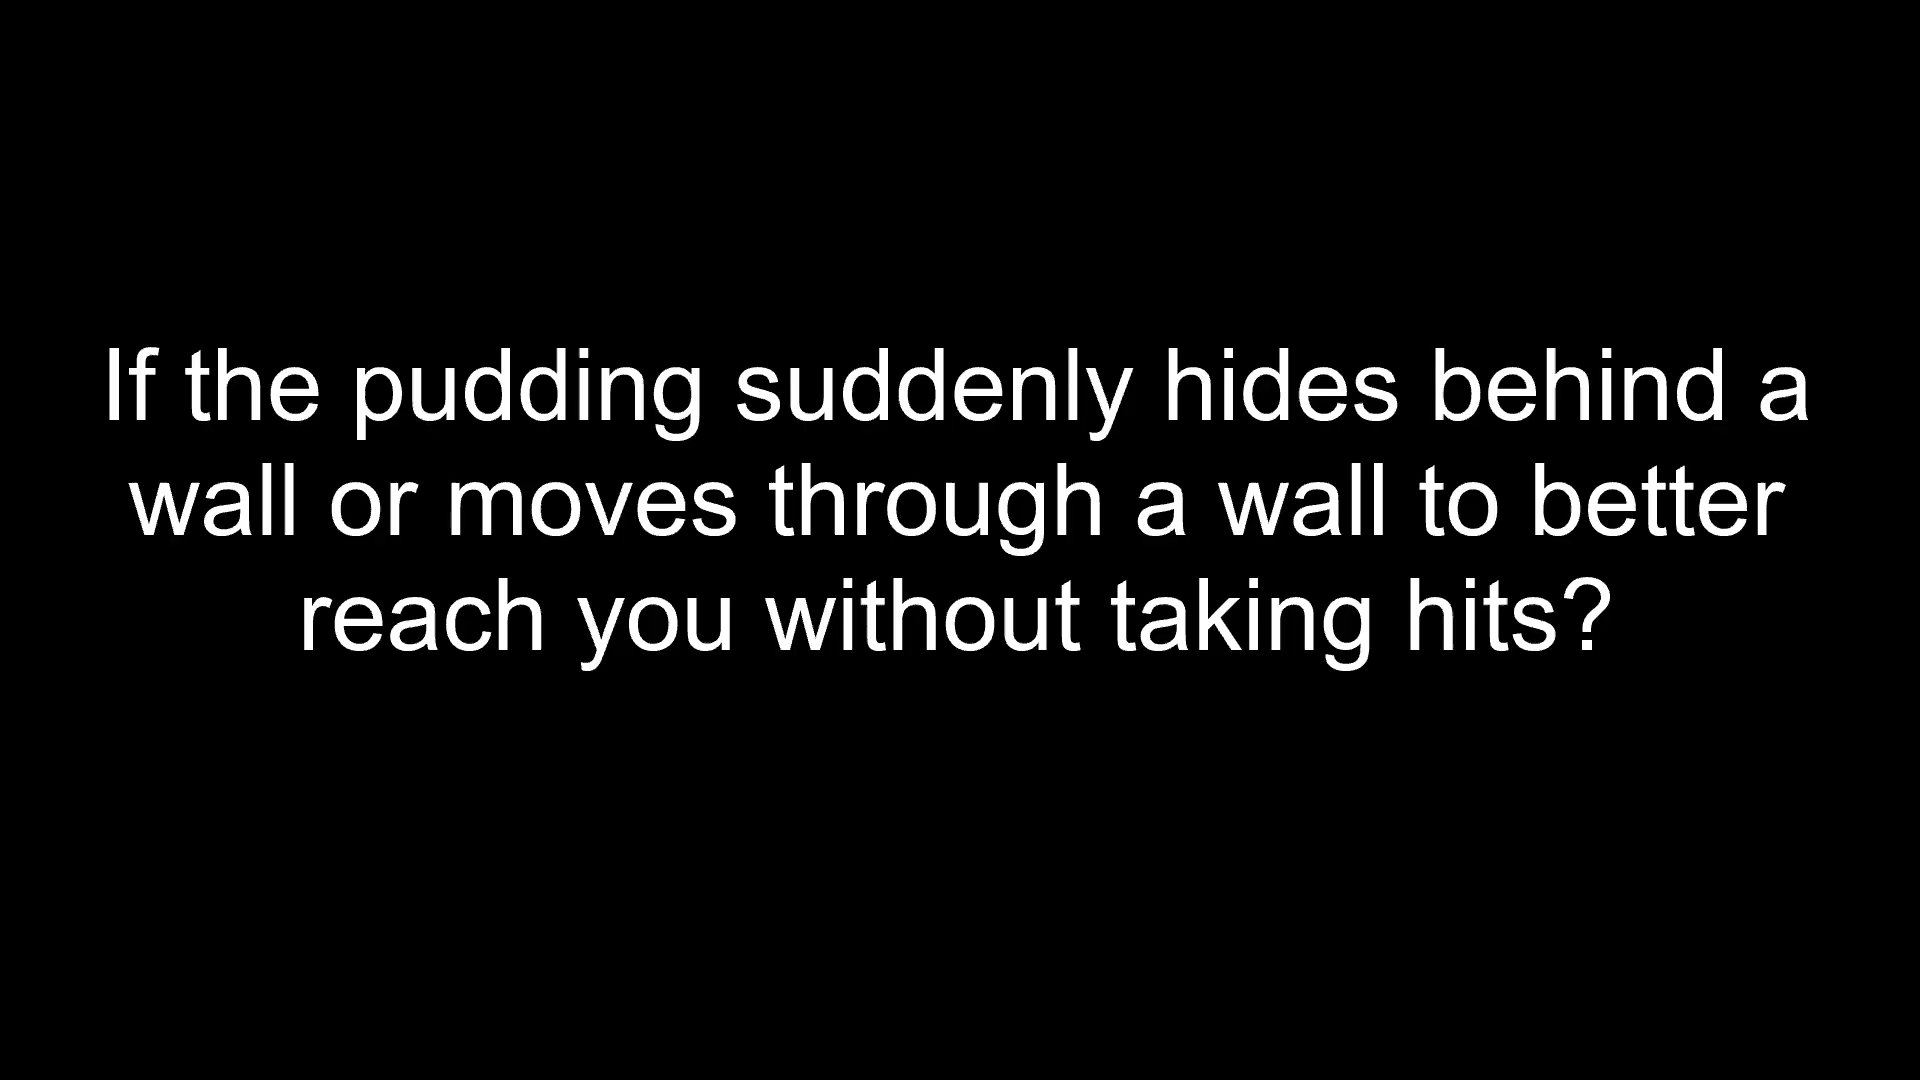 If the pudding suddenly hides behind a
wall or moves through a wall to better
reach you without taking hits?